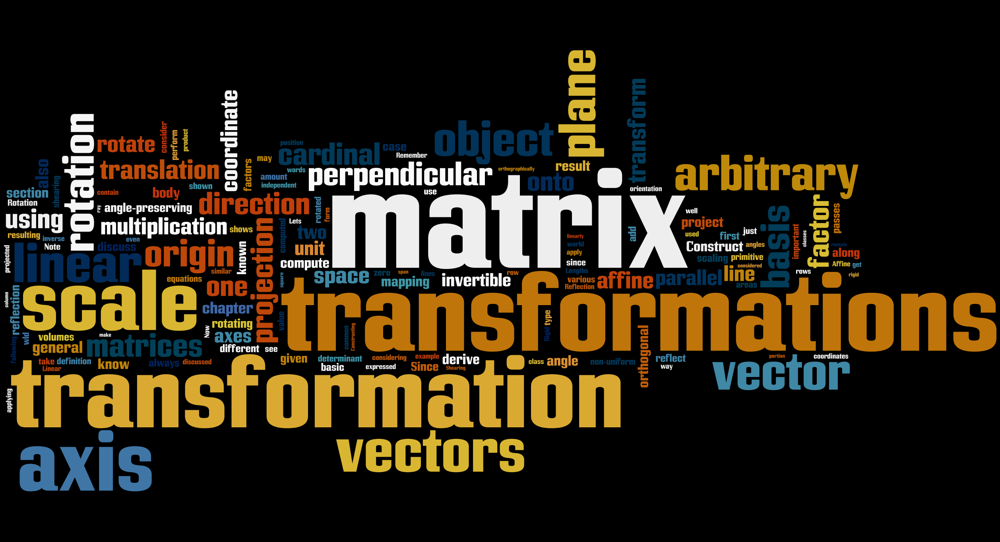 plane
transform
coordinate
rotation
object
consider
perform
product
rotate
position
cardinal
case
Remember
may
factors
words
translation
also
shearing
perpendicular
orthographically
result
arbitrary
amount
independent
onto
shown
section
contain
body
use
orientation
matrix
Rotation
ray
angle-preserving
direction
rotated
form
well
factor
passes
basis
using
multiplication
shows
computed
Lets
two
project
add
used
first
just
important
classes
resulting
inverse
even
linearly
world
apply
Construct
angles
remain
Note
discuss
origin
known
projection
unit
compute
since
scaling
primitive
along
projected
linear
similar
considered
Affine
get
Lengths
space
zero
span
lines
row
rows
rigid
equations
square
mapping
invertible
various
Reflection
affine
parallel
line
areas
one
scale
column
reflection
transformations
chapter
value
type
rotating
Now
common
Constructing
Rigid
orthogonal
wld
volumes
make
axes
following
general
matrices
different
see
given
determinant
considering
example
derive
class
angle
non-uniform
reflect
portion
coordinates
take
definition
know
always
discussed
Linear
basic
expressed
Since
Shearing
way
vector
transformation
applying
axis
vectors